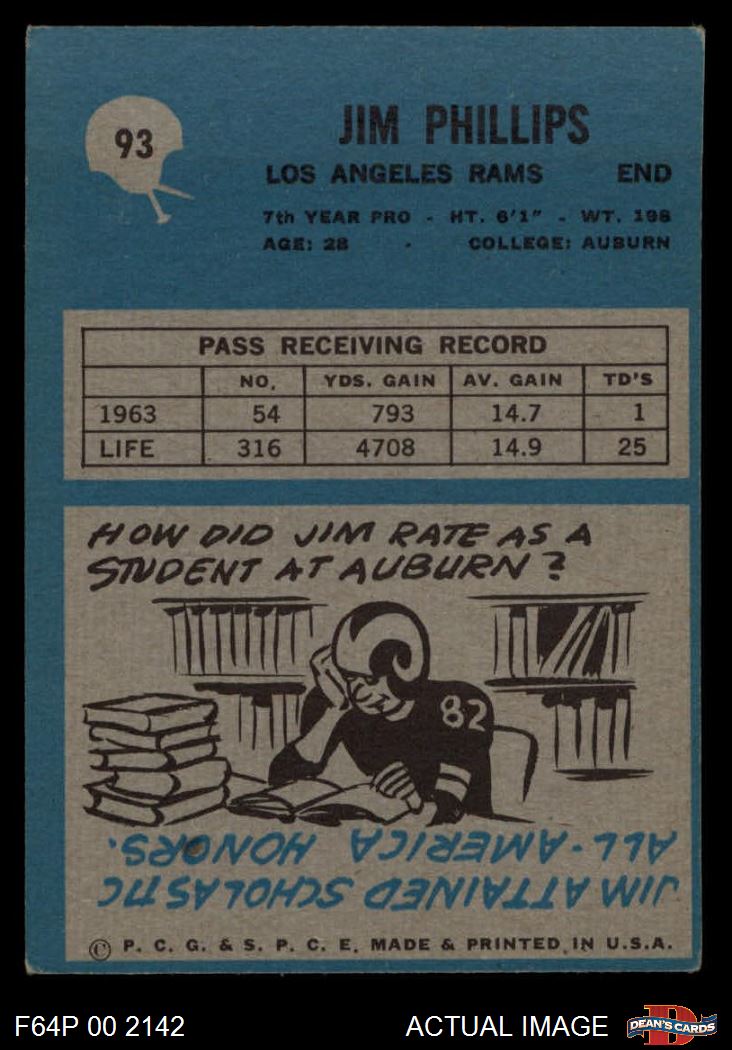 93
JIM PHILLIPS
LOS ANGELES RAMS END
7th YEAR PRO - HT. 6'1" - WT. 198
AGE: 28 - COLLEGE: AUBURN
PASS RECEIVING RECORD
NO. YDS. GAIN AV. GAIN TD'S
1963 54 793 14.7 1
LIFE 316 4708 14.9 25
HOW DID JIM RATE AS A
STUDENT AT AUBURN?
82
JIM ATTAINED SCHOLASTIC
ALL-AMERICA HONORS.
© P. C. G. & S. P. C. E. MADE & PRINTED IN U.S.A.
F64P 00 2142 ACTUAL IMAGE
D
DEAN'S CARDS